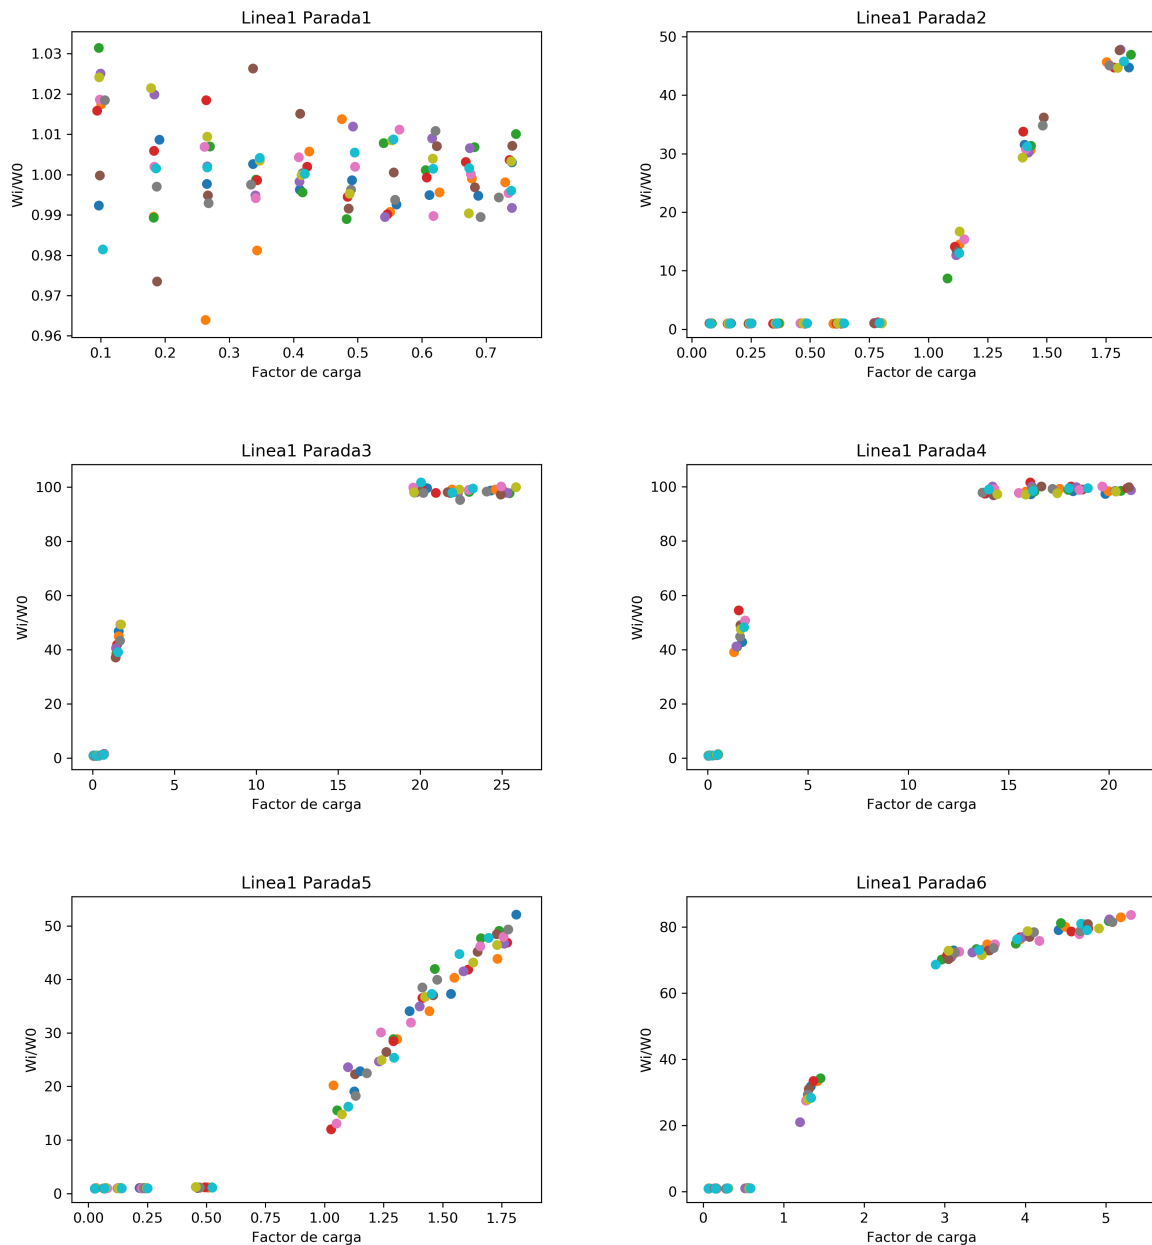 Linea1 Parada1
1.03
1.02
1.01
1.00
0.99
0.98
0.97
0.96
Wi/W0
0.1 0.2 0.3 0.4 0.5 0.6 0.7
Factor de carga
Linea1 Parada2
50
40
30
20
10
0
Wi/W0
0.00 0.25 0.50 0.75 1.00 1.25 1.50 1.75
Factor de carga
Linea1 Parada3
100
80
60
40
20
0
Wi/W0
0 5 10 15 20 25
Factor de carga
Linea1 Parada4
100
80
60
40
20
0
Wi/W0
0 5 10 15 20
Factor de carga
Linea1 Parada5
50
40
30
20
10
0
Wi/W0
0.00 0.25 0.50 0.75 1.00 1.25 1.50 1.75
Factor de carga
Linea1 Parada6
80
60
40
20
0
Wi/W0
0 1 2 3 4 5
Factor de carga